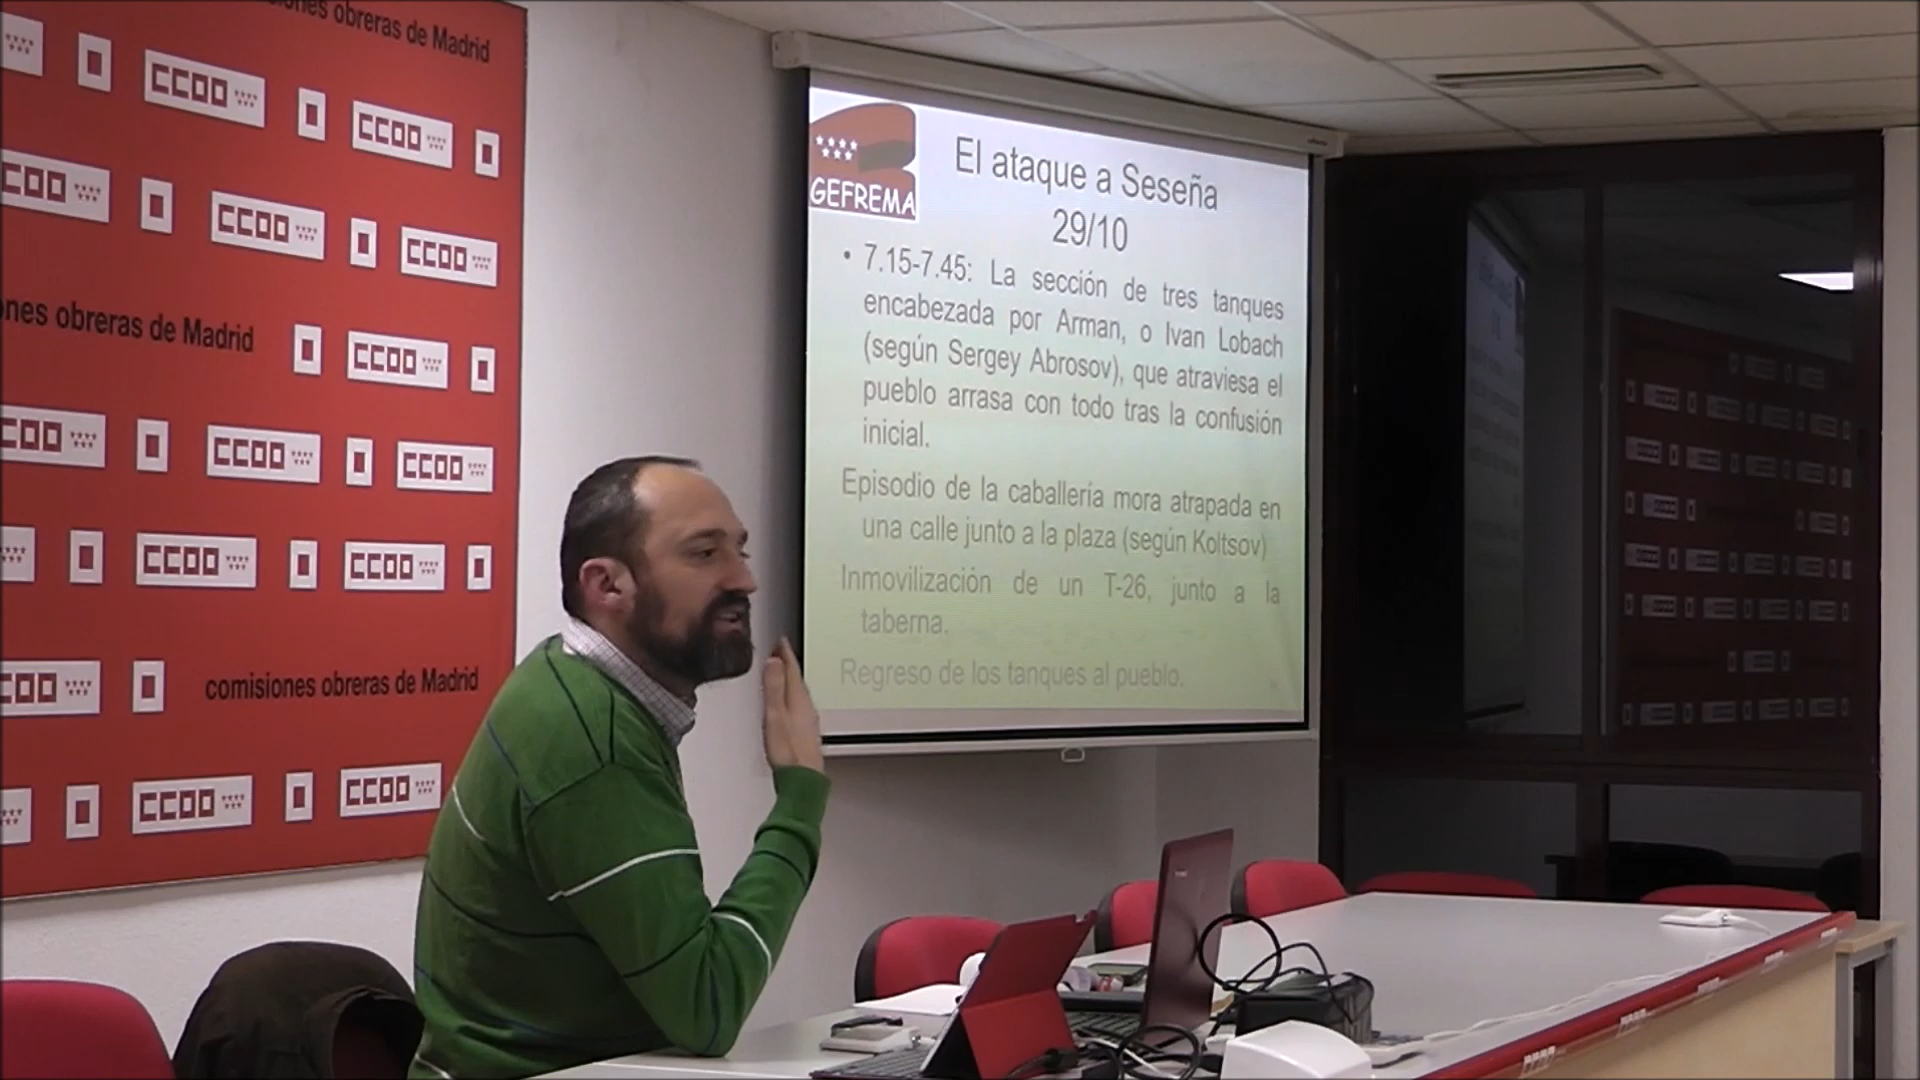 comisiones obreras de Madrid
CCOO
CCOO
CCOO
CCOO
CCOO
comisiones obreras de Madrid
CCOO
CCOO
CCOO
CCOO
CCOO
CCOO
CCOO
comisiones obreras de Madrid
CCOO
CCOO
GEFREMA
El ataque a Seseña
29/10
• 7.15-7.45: La sección de tres tanques
encabezada por Arman, o Ivan Lobach
(según Sergey Abrosov), que atraviesa el
pueblo arrasa con todo tras la confusión
inicial.
Episodio de la caballería mora atrapada en
una calle junto a la plaza (según Koltsov)
Inmovilización de un T-26, junto a la
taberna.
Regreso de los tanques al pueblo.